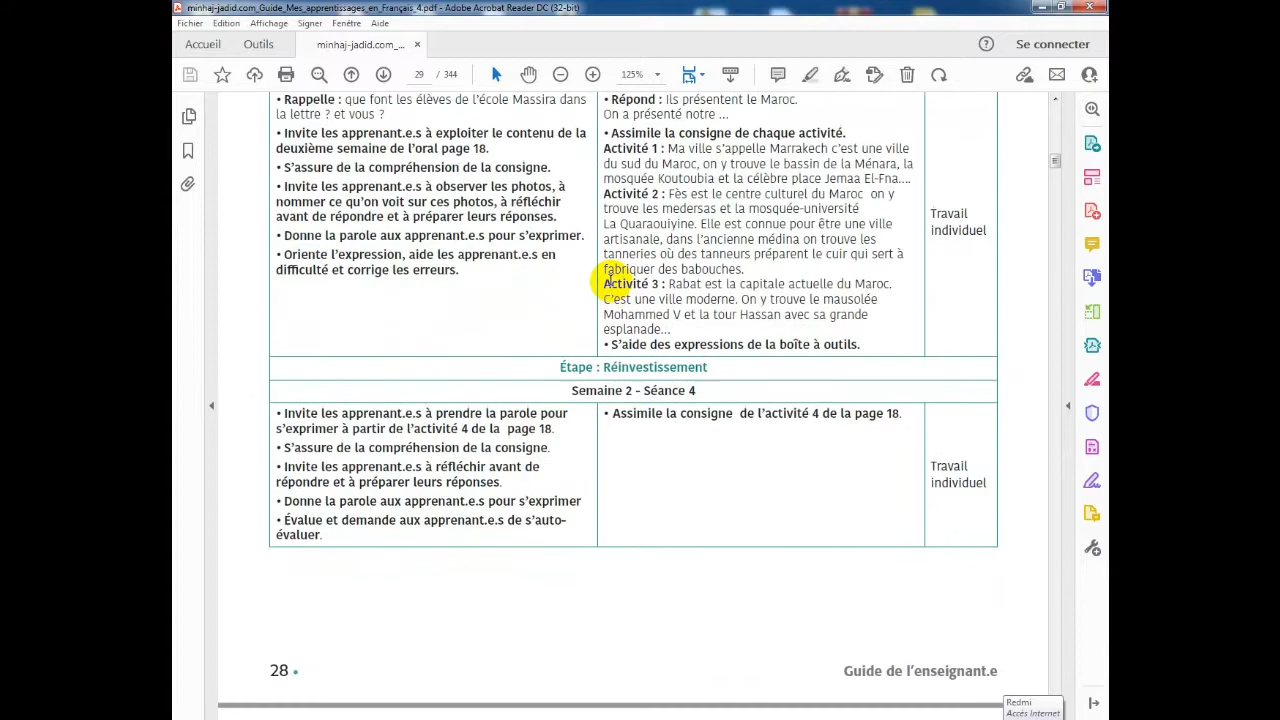 minhaj-jadid.com_Guide_Mes_apprentissages_en_Français_4.pdf - Adobe Acrobat Reader DC (32-bit)
Fichier Edition Affichage Signer Fenêtre Aide
Accueil Outils minhaj-jadid.com_... × Se connecter
29 / 344 125%
• Rappelle : que font les élèves de l'école Massira dans
la lettre ? et vous ?
• Invite les apprenant.e.s à exploiter le contenu de la
deuxième semaine de l'oral page 18.
• S'assure de la compréhension de la consigne.
• Invite les apprenant.e.s à observer les photos, à
nommer ce qu'on voit sur ces photos, à réfléchir
avant de répondre et à préparer leurs réponses.
• Donne la parole aux apprenant.e.s pour s'exprimer.
• Oriente l'expression, aide les apprenant.e.s en
difficulté et corrige les erreurs.
• Répond : Ils présentent le Maroc.
On a présenté notre ...
• Assimile la consigne de chaque activité.
Activité 1 : Ma ville s'appelle Marrakech c'est une ville
du sud du Maroc, on y trouve le bassin de la Ménara, la
mosquée Koutoubia et la célèbre place Jemaa El-Fna....
Activité 2 : Fès est le centre culturel du Maroc on y
trouve les medersas et la mosquée-université
La Quaraouiyine. Elle est connue pour être une ville
artisanale, dans l'ancienne médina on trouve les
tanneries où des tanneurs préparent le cuir qui sert à
fabriquer des babouches.
Activité 3 : Rabat est la capitale actuelle du Maroc.
C'est une ville moderne. On y trouve le mausolée
Mohammed V et la tour Hassan avec sa grande
esplanade...
• S'aide des expressions de la boîte à outils.
Travail
individuel
Étape : Réinvestissement
Semaine 2 - Séance 4
• Invite les apprenant.e.s à prendre la parole pour
s'exprimer à partir de l'activité 4 de la page 18.
• S'assure de la compréhension de la consigne.
• Invite les apprenant.e.s à réfléchir avant de
répondre et à préparer leurs réponses.
• Donne la parole aux apprenant.e.s pour s'exprimer
• Évalue et demande aux apprenant.e.s de s'auto-
évaluer.
• Assimile la consigne de l'activité 4 de la page 18.
Travail
individuel
28 •
Guide de l'enseignant.e
Redmi
Accès Internet